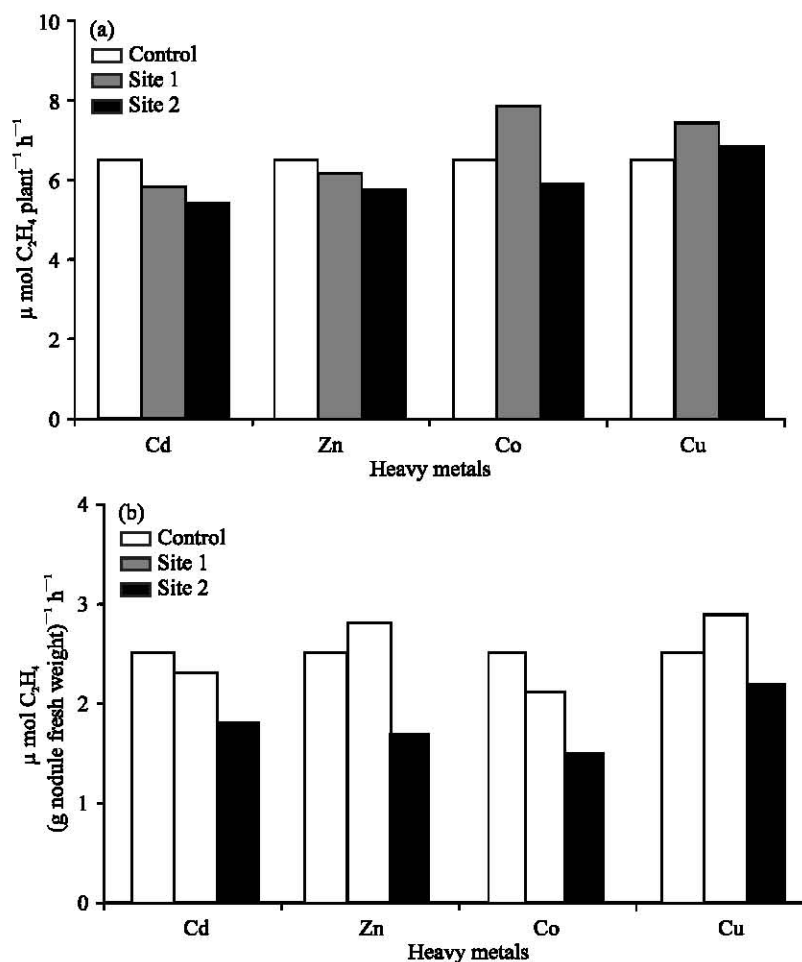 (a)
Control
Site 1
Site 2
10
8
6
4
2
0
μ mol C₂H₄ plant⁻¹ h⁻¹
Cd Zn Co Cu
Heavy metals
(b)
Control
Site 1
Site 2
4
3
2
1
0
μ mol C₂H₄
(g nodule fresh weight)⁻¹ h⁻¹
Cd Zn Co Cu
Heavy metals